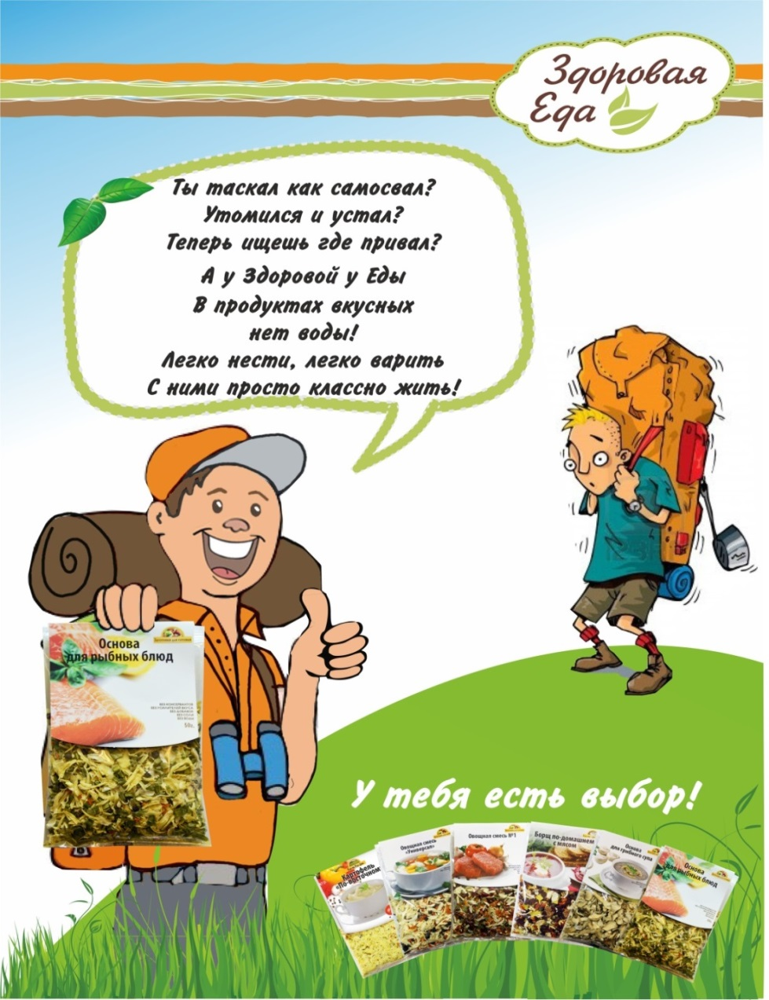 Здоровая
Еда
Ты таскал как самосвал?
Утомился и устал?
Теперь ищешь где привал?
А у Здоровой у Еды
В продуктах вкусных
нет воды!
Легко нести, легко варить
С ними просто классно жить!
Основа
для рыбных блюд
50г.
У тебя есть выбор!
Картофель
"По-восточному"
Овощная смесь
«Универсал»
Овощная смесь №1
Борщ по-домашнему
с мясом
Основа
для грибного супа
Основа
для рыбных блюд